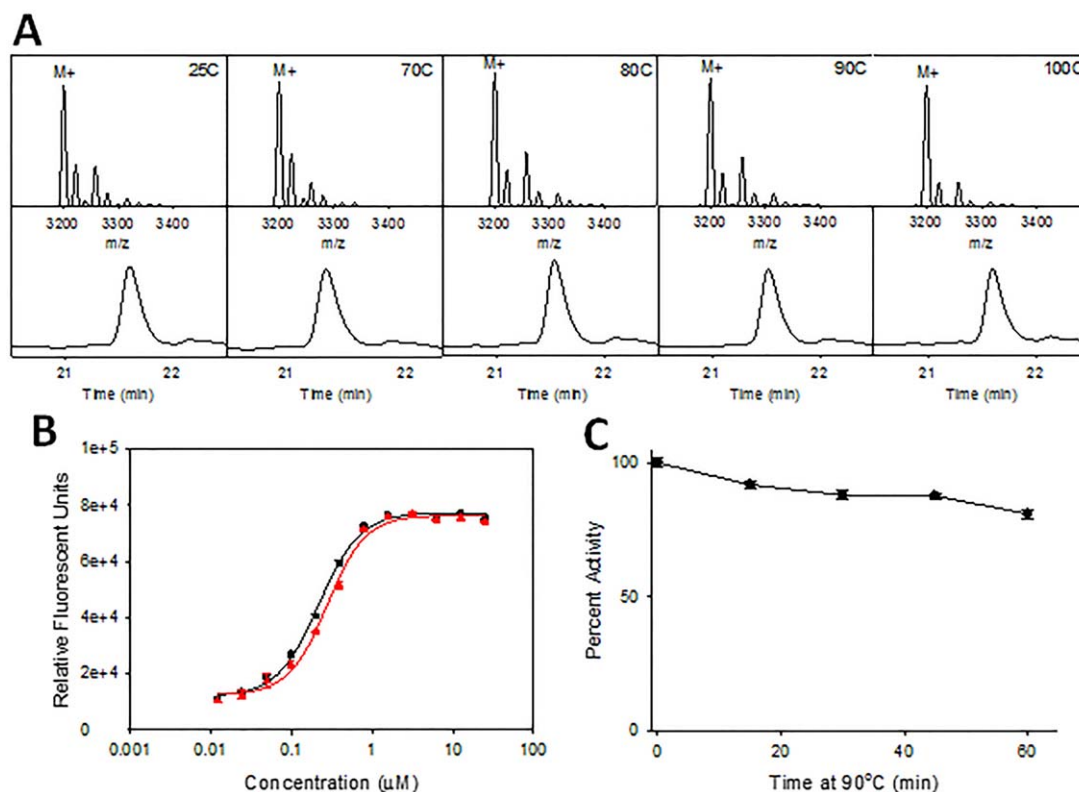 A
M+ 25C
M+ 70C
M+ 80C
M+ 90C
M+ 100C
3200 3300 3400
3200 3300 3400
3200 3300 3400
3200 3300 3400
3200 3300 3400
m/z
m/z
m/z
m/z
m/z
21 22
21 22
21 22
21 22
21 22
Time (min)
Time (min)
Time (min)
Time (min)
Time (min)
B
Relative Fluorescent Units
1e+5
8e+4
6e+4
4e+4
2e+4
0
0.001 0.01 0.1 1 10 100
Concentration (µM)
C
Percent Activity
100
50
0
0 20 40 60
Time at 90°C (min)